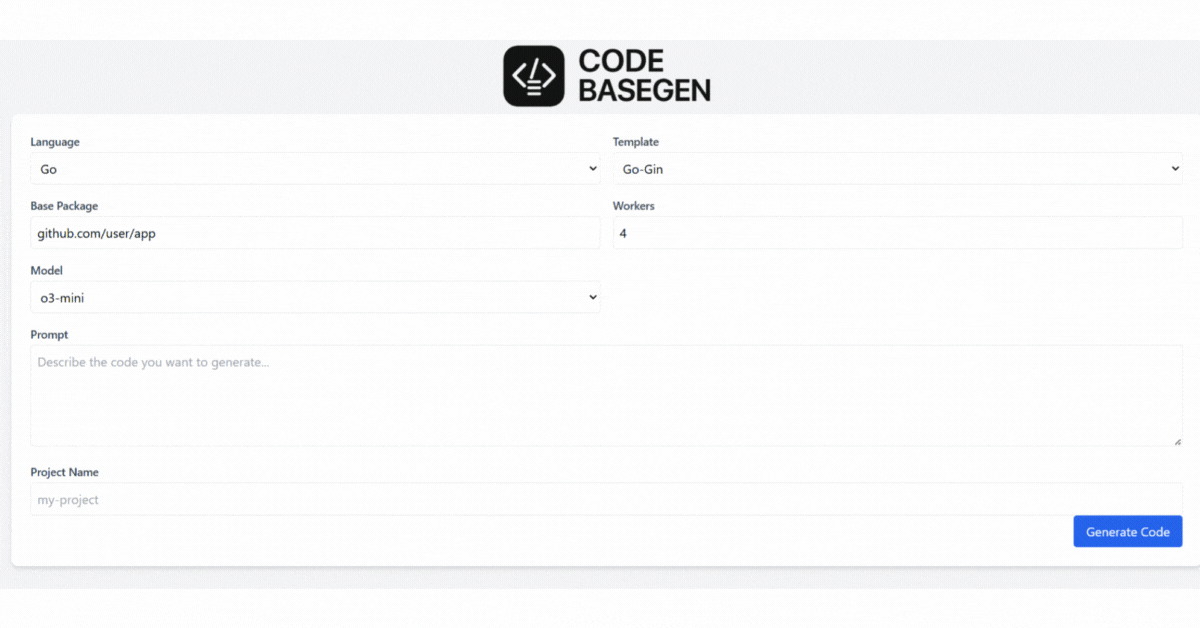 CODE
BASEGEN
Language
Template
Go
Go-Gin
Base Package
Workers
github.com/user/app
4
Model
o3-mini
Prompt
Describe the code you want to generate...
Project Name
my-project
Generate Code